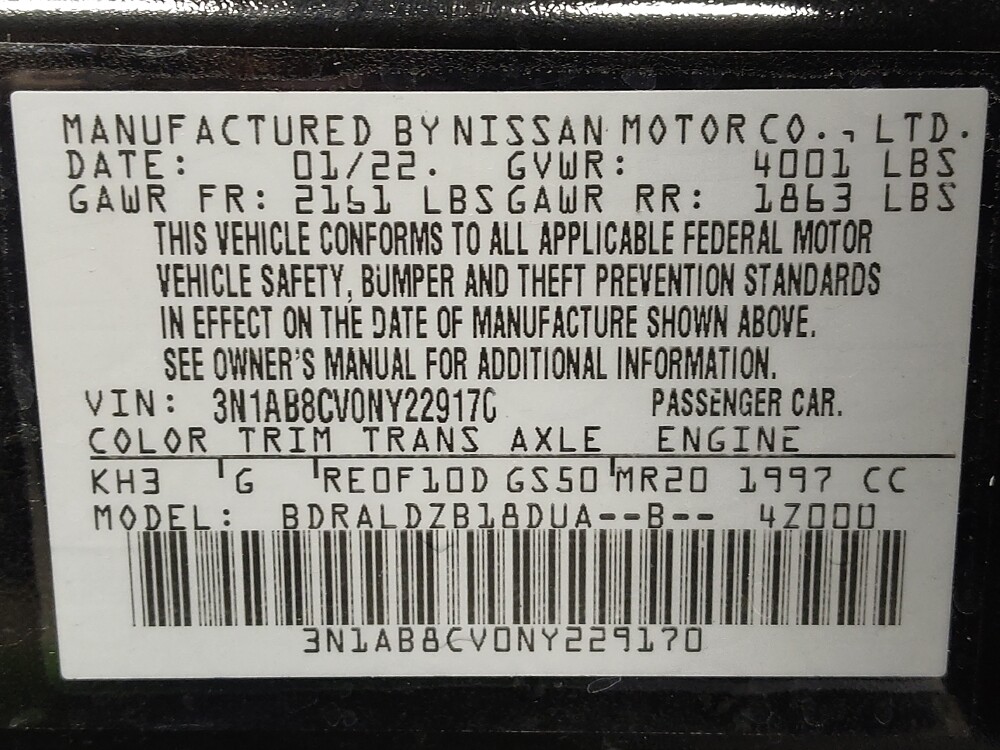 MANUFACTURED BY NISSAN MOTOR CO., LTD.
DATE: 01/22. GVWR: 4001 LBS
GAWR FR: 2161 LBS GAWR RR: 1863 LBS
THIS VEHICLE CONFORMS TO ALL APPLICABLE FEDERAL MOTOR
VEHICLE SAFETY, BUMPER AND THEFT PREVENTION STANDARDS
IN EFFECT ON THE DATE OF MANUFACTURE SHOWN ABOVE.
SEE OWNER'S MANUAL FOR ADDITIONAL INFORMATION.
VIN: 3N1AB8CV0NY229170 PASSENGER CAR.
COLOR TRIM TRANS AXLE ENGINE
KH3 G RE0F10D GS50 MR20 1997 CC
MODEL: BDRALDZB18DUA--B-- 4Z000
3N1AB8CV0NY229170